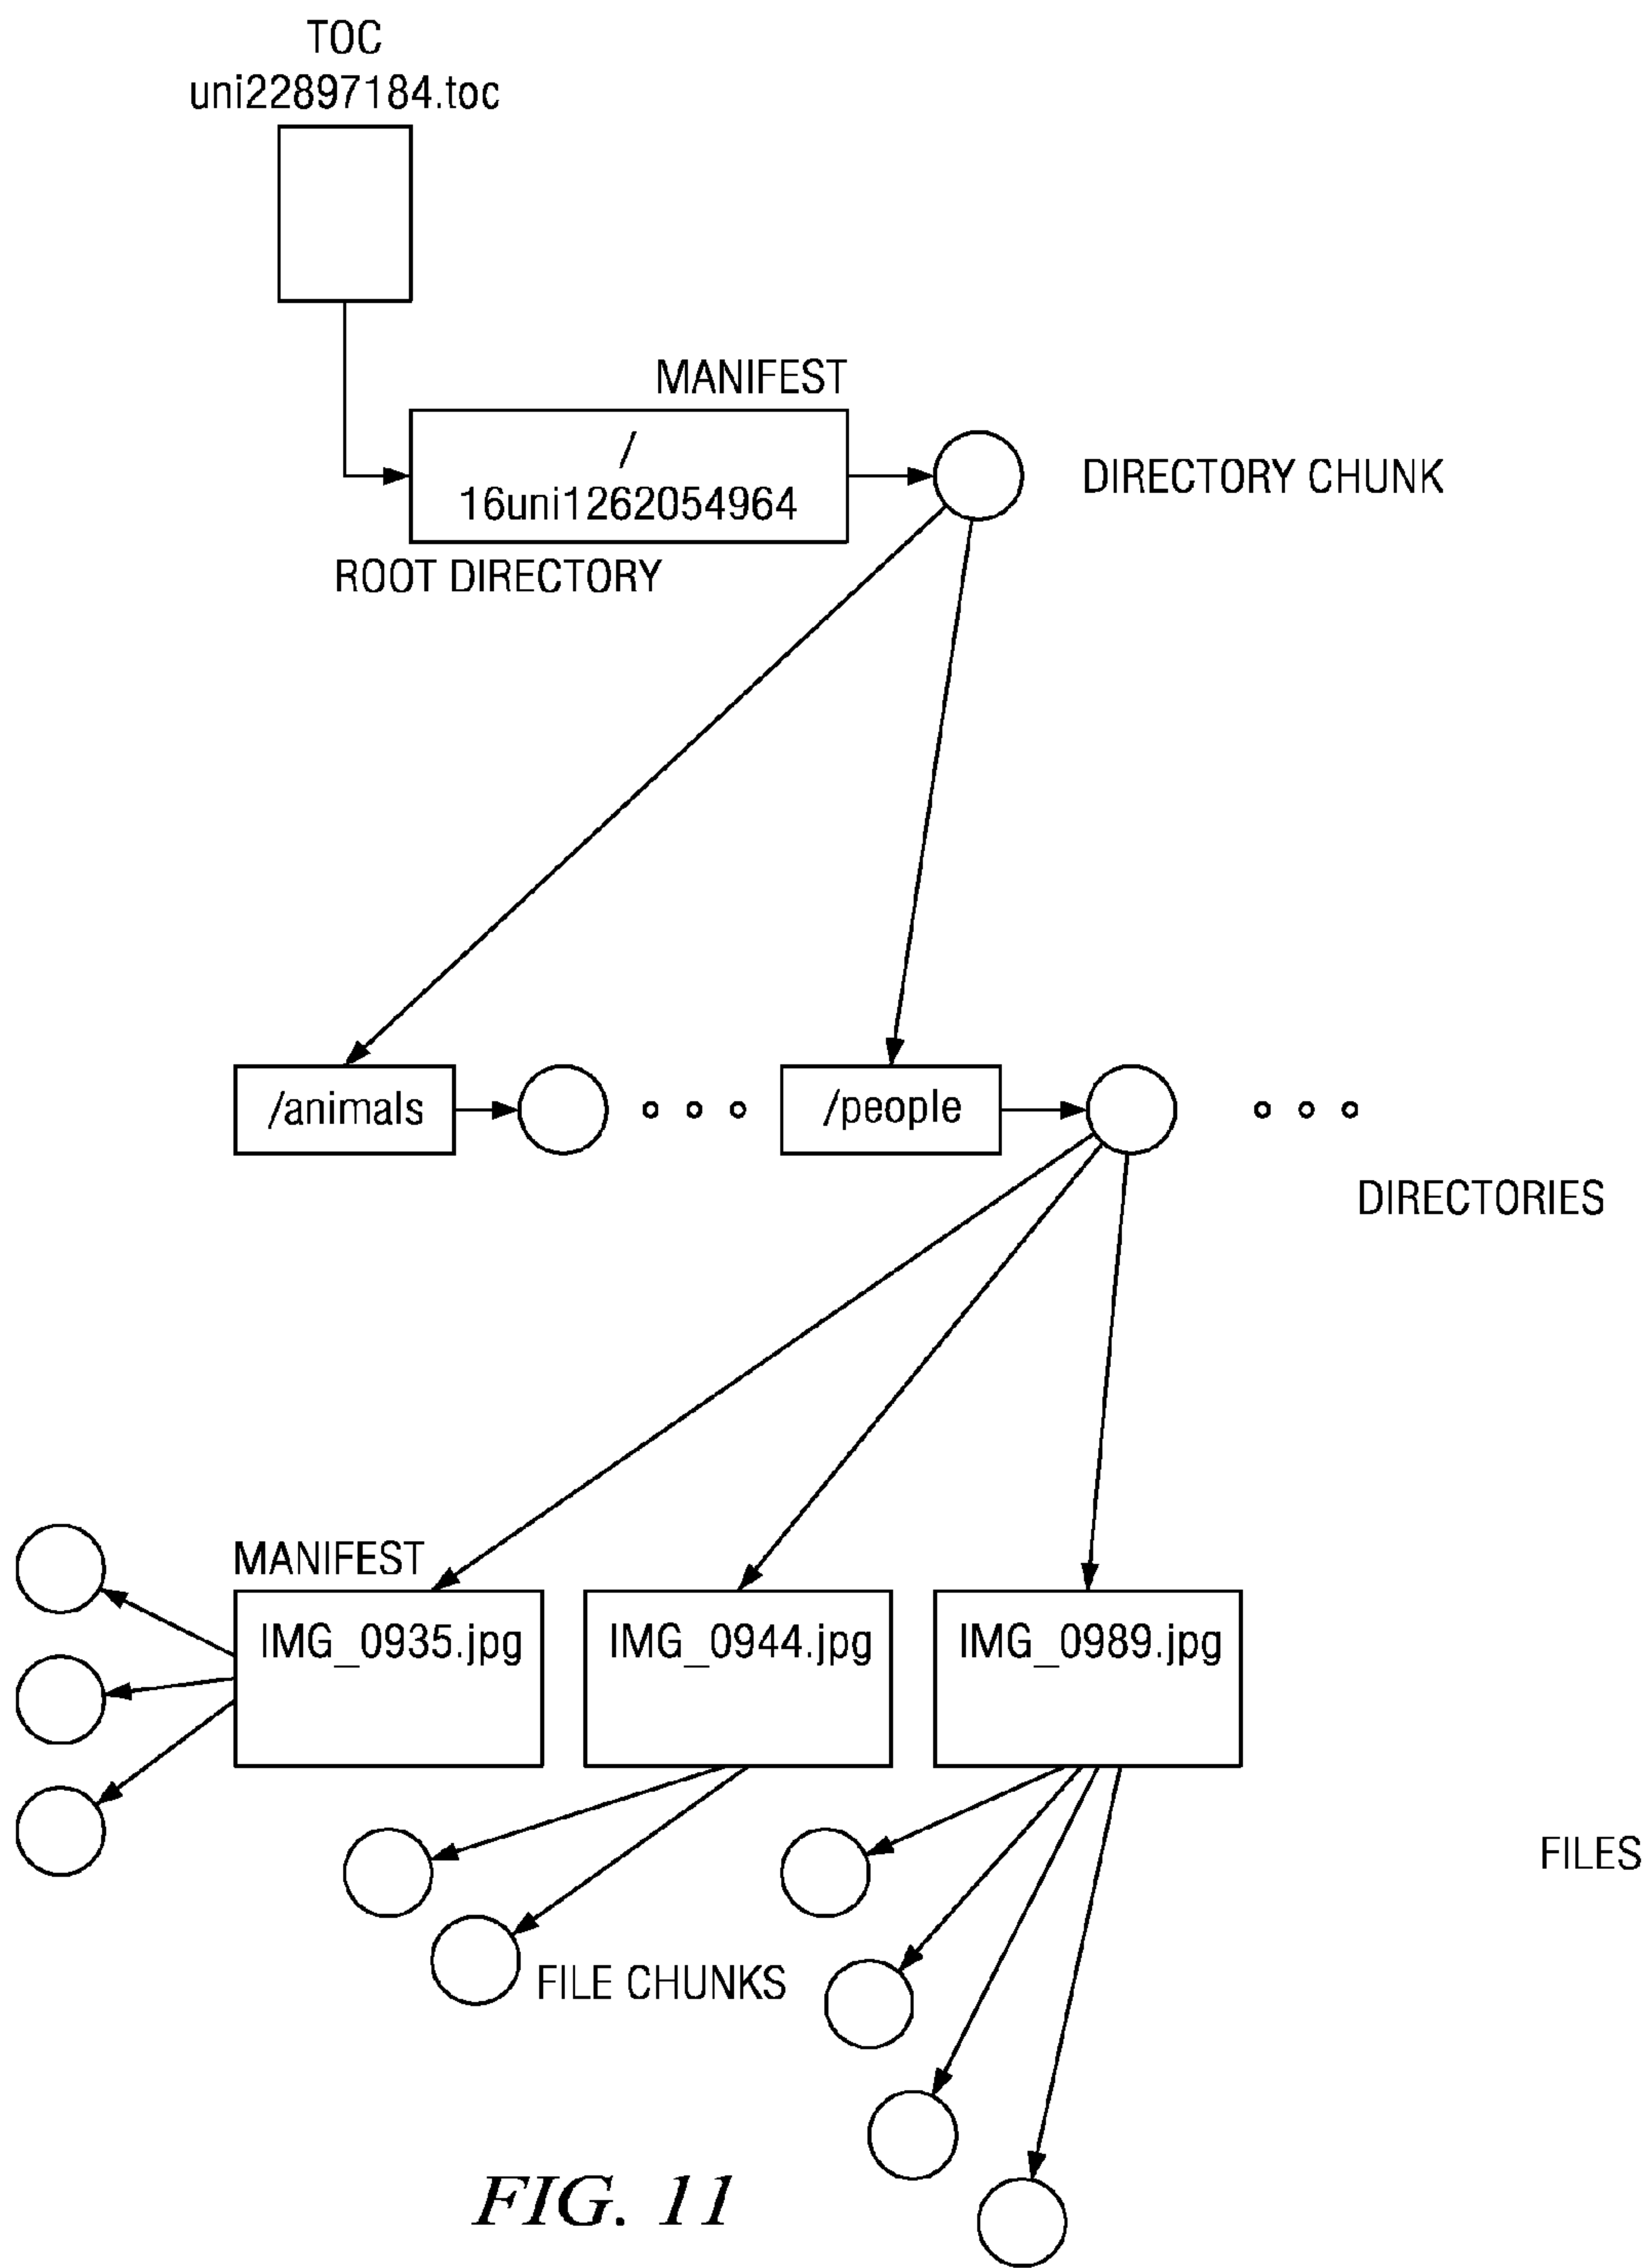 TOC
uni22897184.toc
MANIFEST
/
16uni1262054964
DIRECTORY CHUNK
ROOT DIRECTORY
/animals
/people
DIRECTORIES
MANIFEST
IMG_0935.jpg
IMG_0944.jpg
IMG_0989.jpg
FILES
FILE CHUNKS
FIG. 11